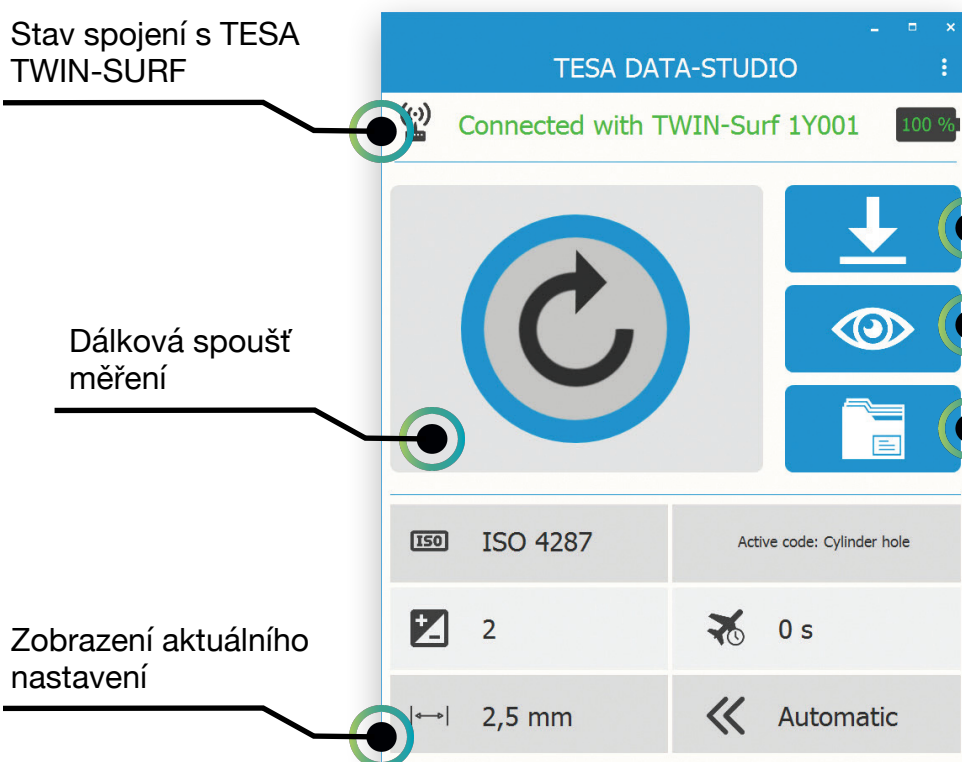 Stav spojení s TESA
TWIN-SURF
TESA DATA-STUDIO
Connected with TWIN-Surf 1Y001
100 %
Dálková spoušť
měření
ISO ISO 4287
Active code: Cylinder hole
2
0 s
Zobrazení aktuálního
nastavení
2,5 mm
Automatic